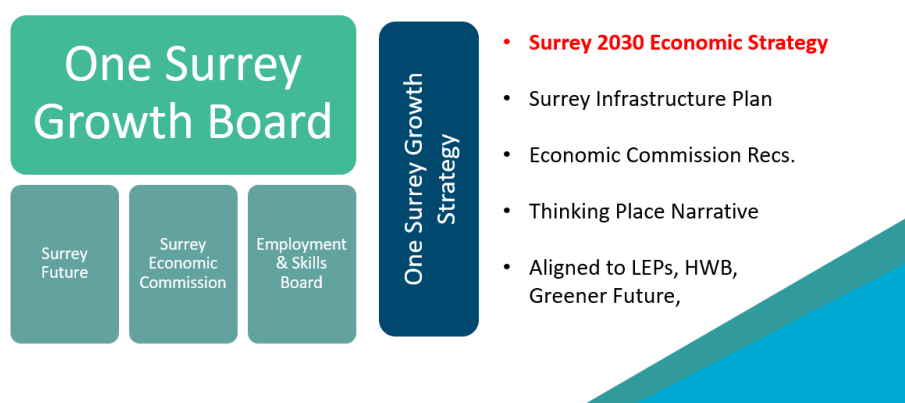 One Surrey
Growth Board
Surrey
Future
Surrey
Economic
Commission
Employment
& Skills
Board
One Surrey Growth
Strategy
• Surrey 2030 Economic Strategy
• Surrey Infrastructure Plan
• Economic Commission Recs.
• Thinking Place Narrative
• Aligned to LEPs, HWB,
Greener Future,